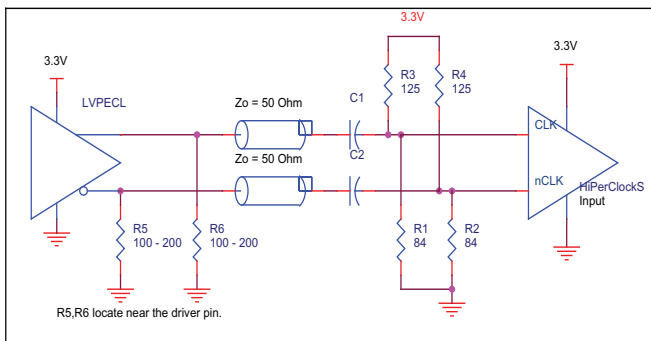 3.3V
3.3V
3.3V
R3
125
R4
125
LVPECL
Zo = 50 Ohm
C1
CLK
Zo = 50 Ohm
C2
nCLK
HiPerClockS
Input
R5
100 - 200
R6
100 - 200
R1
84
R2
84
R5,R6 locate near the driver pin.